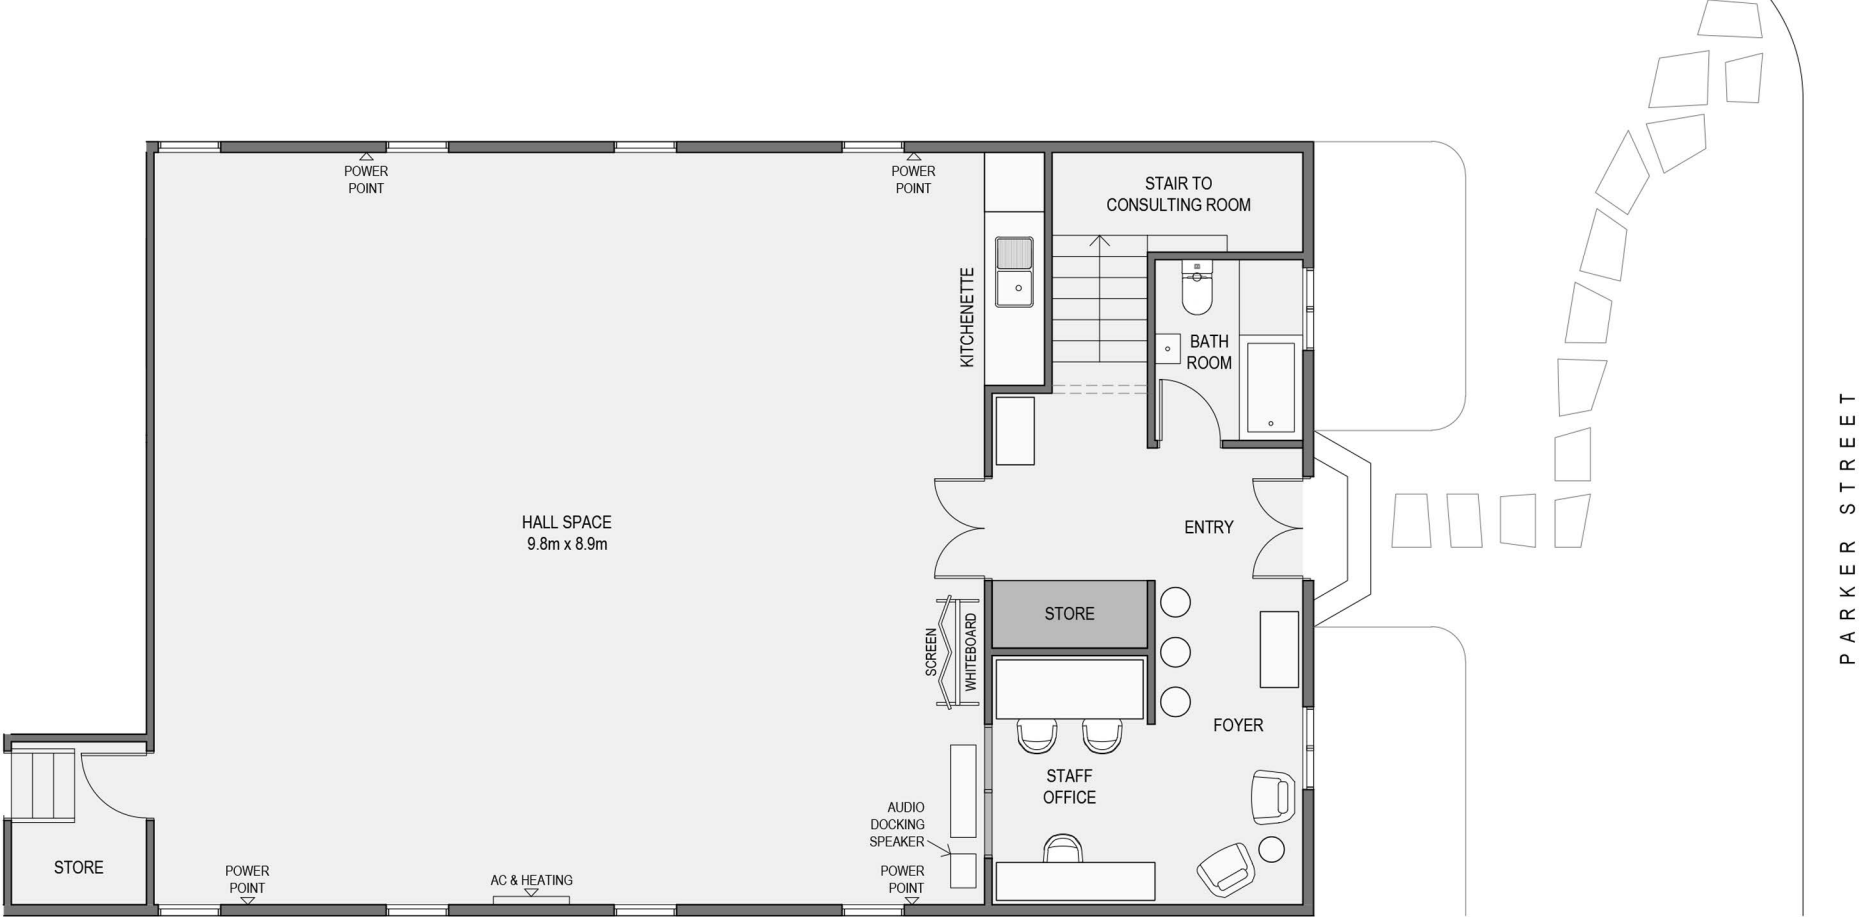 POWER
POINT
POWER
POINT
STAIR TO
CONSULTING ROOM
KITCHENETTE
BATH
ROOM
HALL SPACE
9.8m x 8.9m
ENTRY
PARKER STREET
STORE
SCREEN
WHITEBOARD
FOYER
STAFF
OFFICE
AUDIO
DOCKING
SPEAKER
STORE
POWER
POINT
AC & HEATING
POWER
POINT